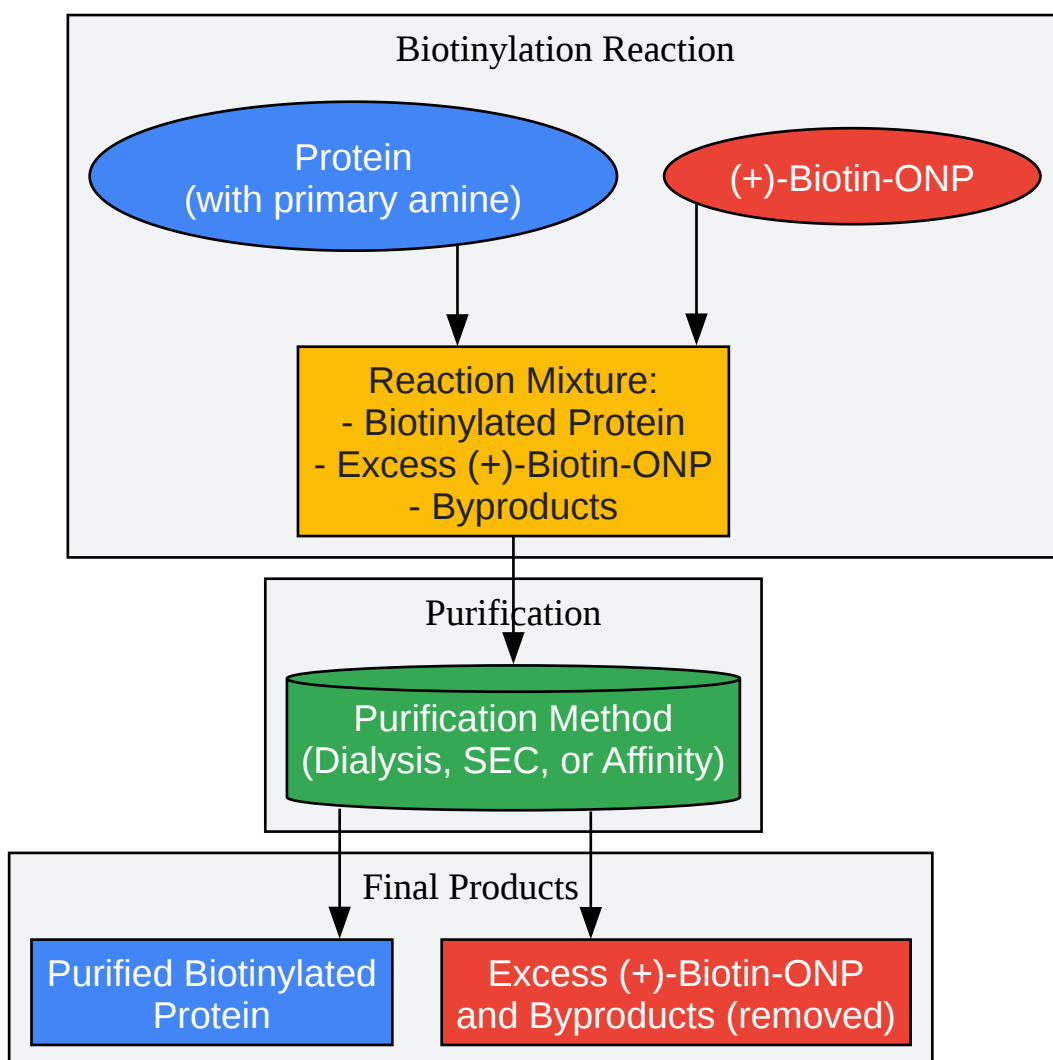 Biotinylation Reaction
Protein
(with primary amine)
(+)-Biotin-ONP
Reaction Mixture:
- Biotinylated Protein
- Excess (+)-Biotin-ONP
- Byproducts
Purification
Purification Method
(Dialysis, SEC, or Affinity)
Final Products
Purified Biotinylated
Protein
Excess (+)-Biotin-ONP
and Byproducts (removed)